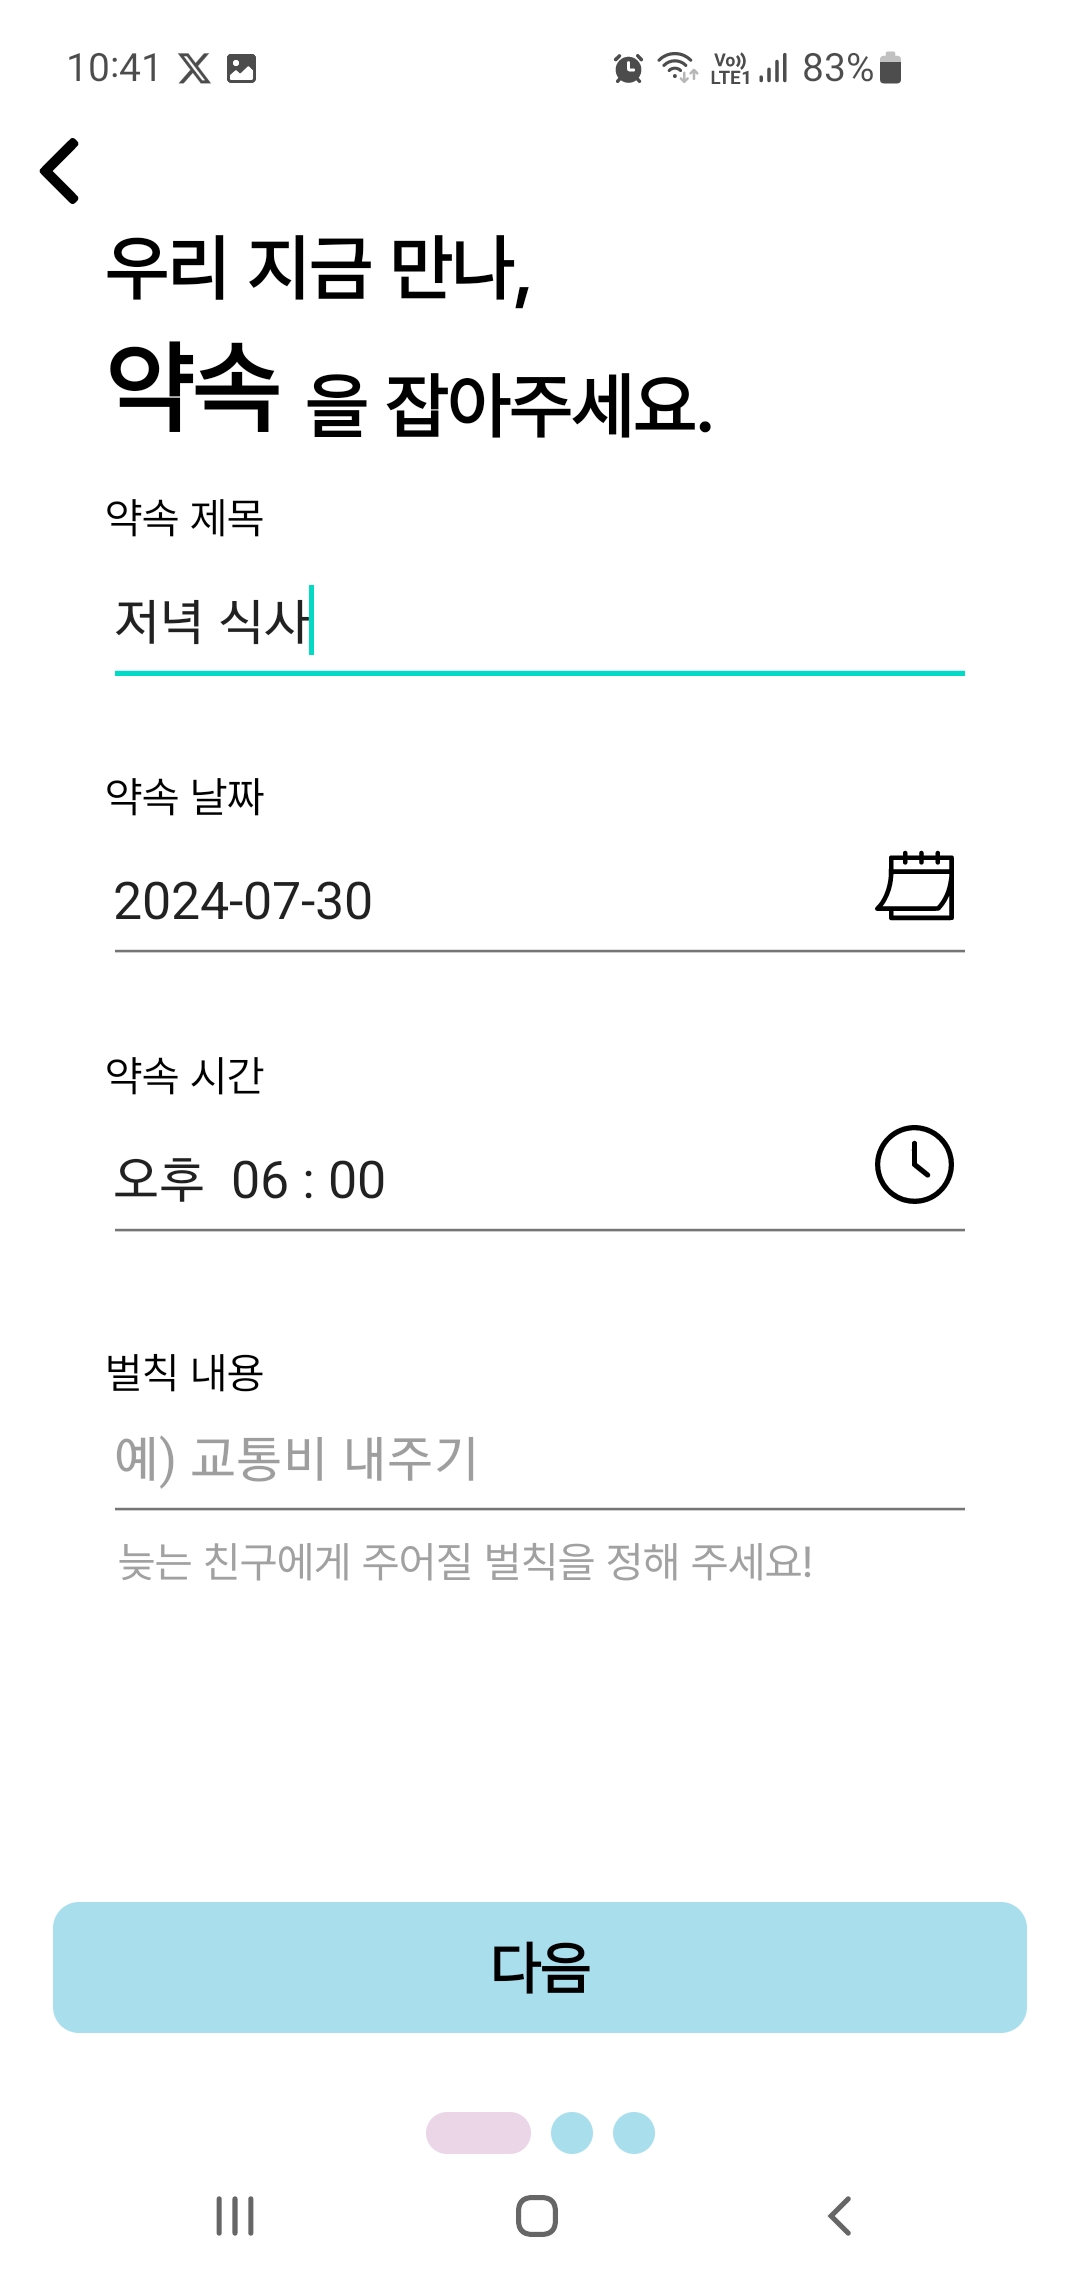 10:41 Vo)) LTE1 83%
우리 지금 만나,
약속 을 잡아주세요.
약속 제목
저녁 식사
약속 날짜
2024-07-30
약속 시간
오후 06 : 00
벌칙 내용
예) 교통비 내주기
늦는 친구에게 주어질 벌칙을 정해 주세요!
다음